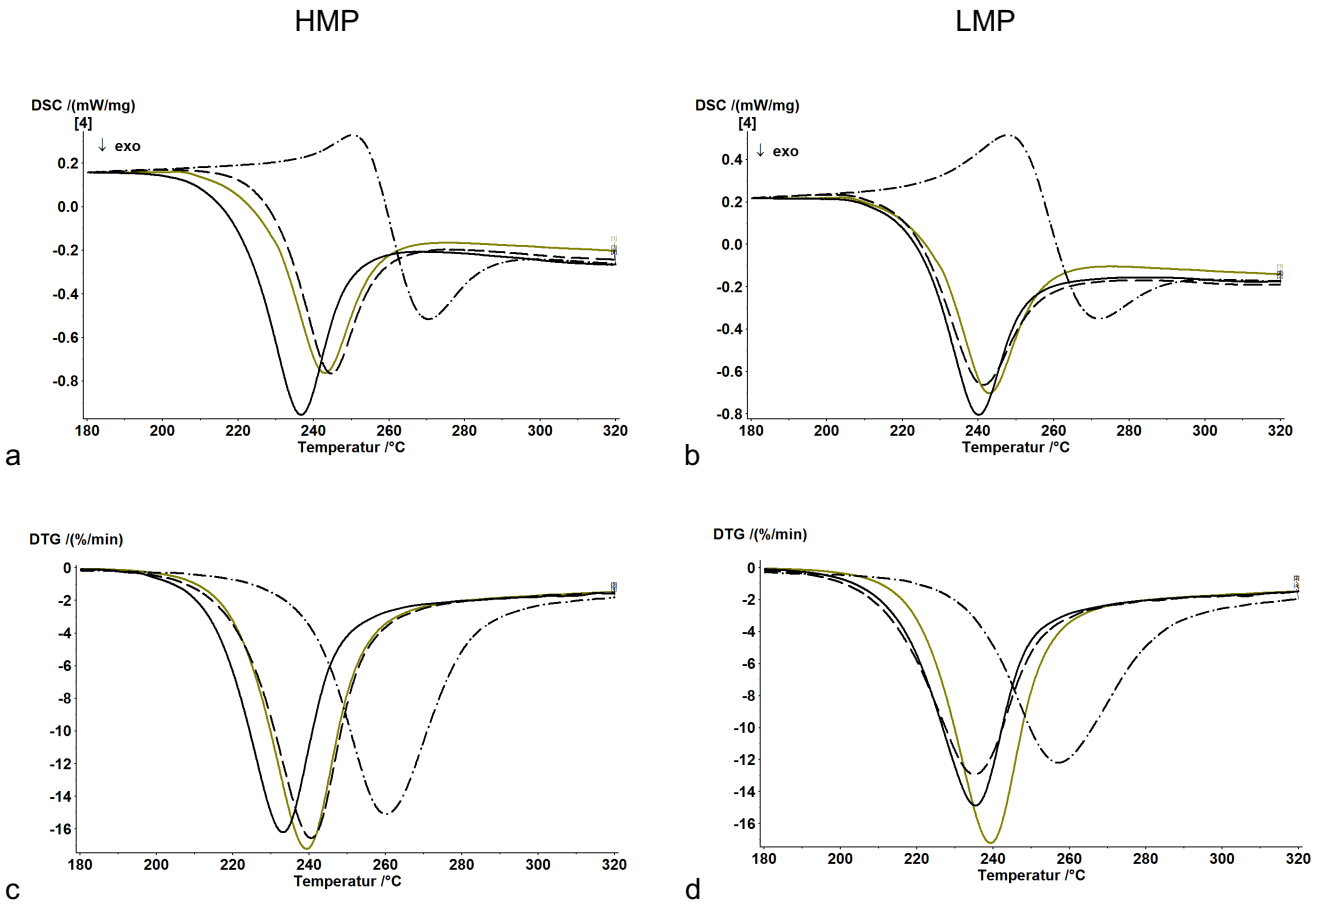 HMP
LMP
DSC /(mW/mg)
[4]
↓ exo
0.2
0.0
-0.2
-0.4
-0.6
-0.8
180 200 220 240 260 280 300 320
Temperatur /°C
a
DSC /(mW/mg)
[4]
↓ exo
0.4
0.2
0.0
-0.2
-0.4
-0.6
-0.8
180 200 220 240 260 280 300 320
Temperatur /°C
b
DTG /(%/min)
0
-2
-4
-6
-8
-10
-12
-14
-16
180 200 220 240 260 280 300 320
Temperatur /°C
c
DTG /(%/min)
0
-2
-4
-6
-8
-10
-12
-14
-16
180 200 220 240 260 280 300 320
Temperatur /°C
d